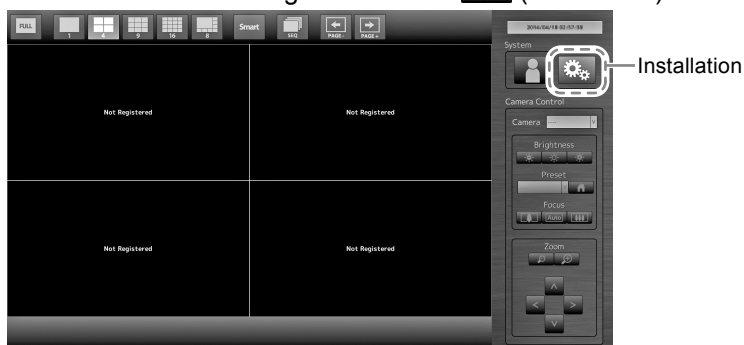 FULL
1
4
9
16
8
Smart
SEQ
PAGE-
PAGE+
System
Installation
Camera Control
Camera
Brightness
Preset
Focus
Auto
Zoom
Not Registered
Not Registered
Not Registered
Not Registered